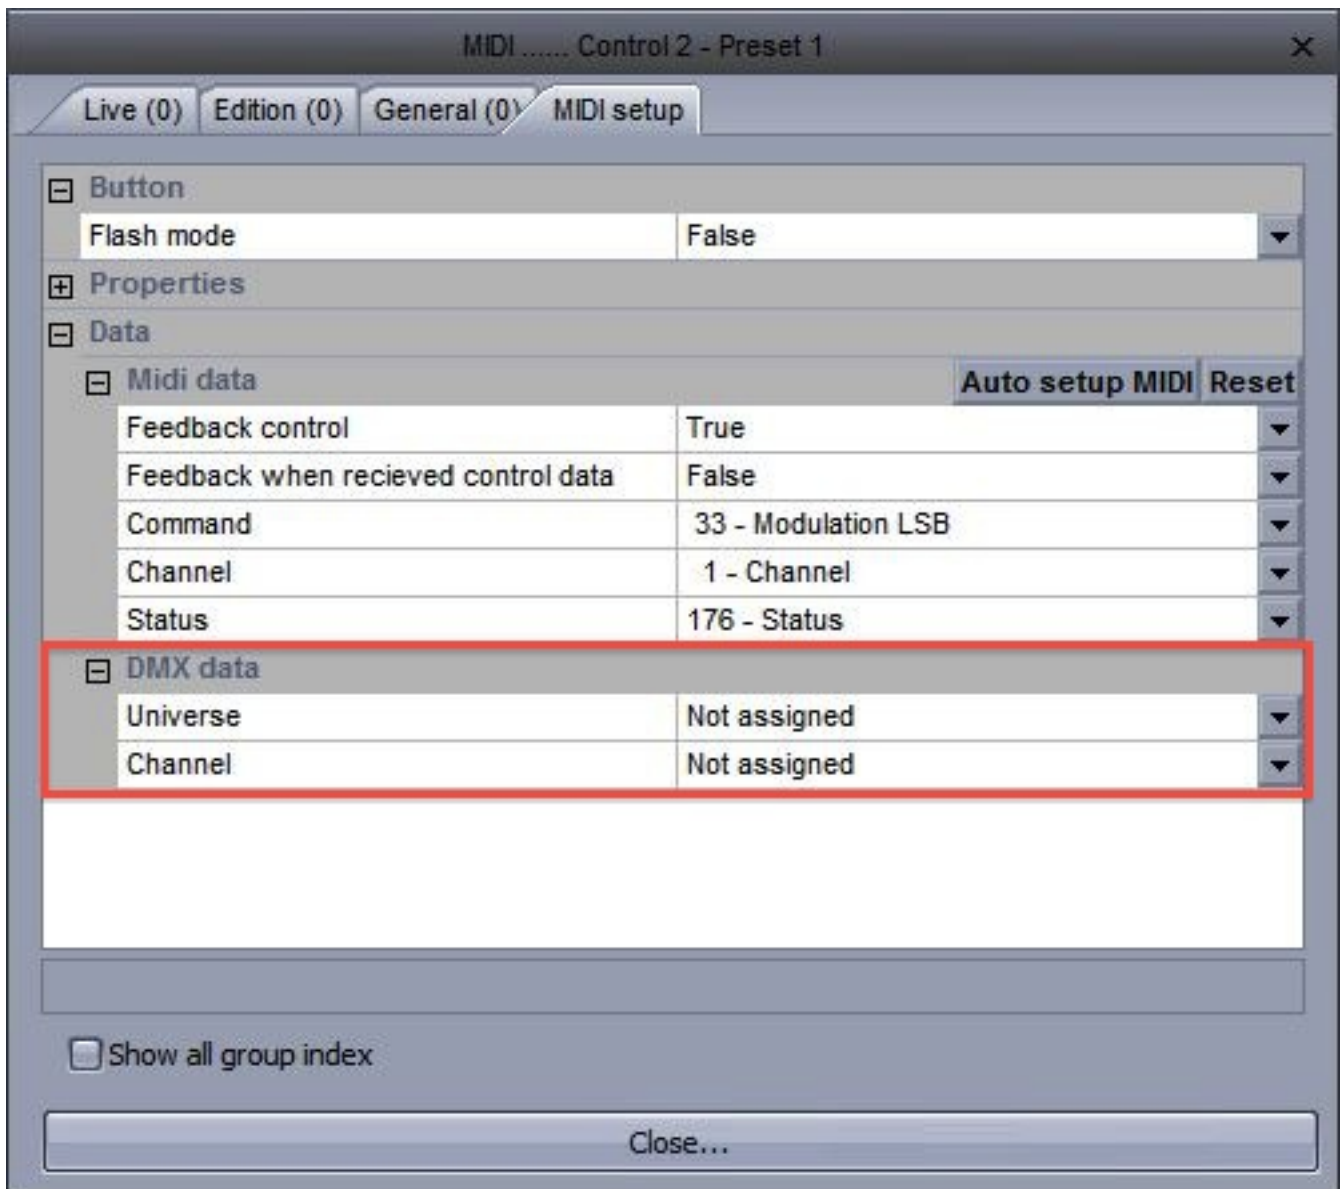 MIDI ...... Control 2 - Preset 1
Live (0) Edition (0) General (0) MIDI setup
Button
Flash mode False
Properties
Data
Midi data Auto setup MIDI Reset
Feedback control True
Feedback when recieved control data False
Command 33 - Modulation LSB
Channel 1 - Channel
Status 176 - Status
DMX data
Universe Not assigned
Channel Not assigned
Show all group index
Close...